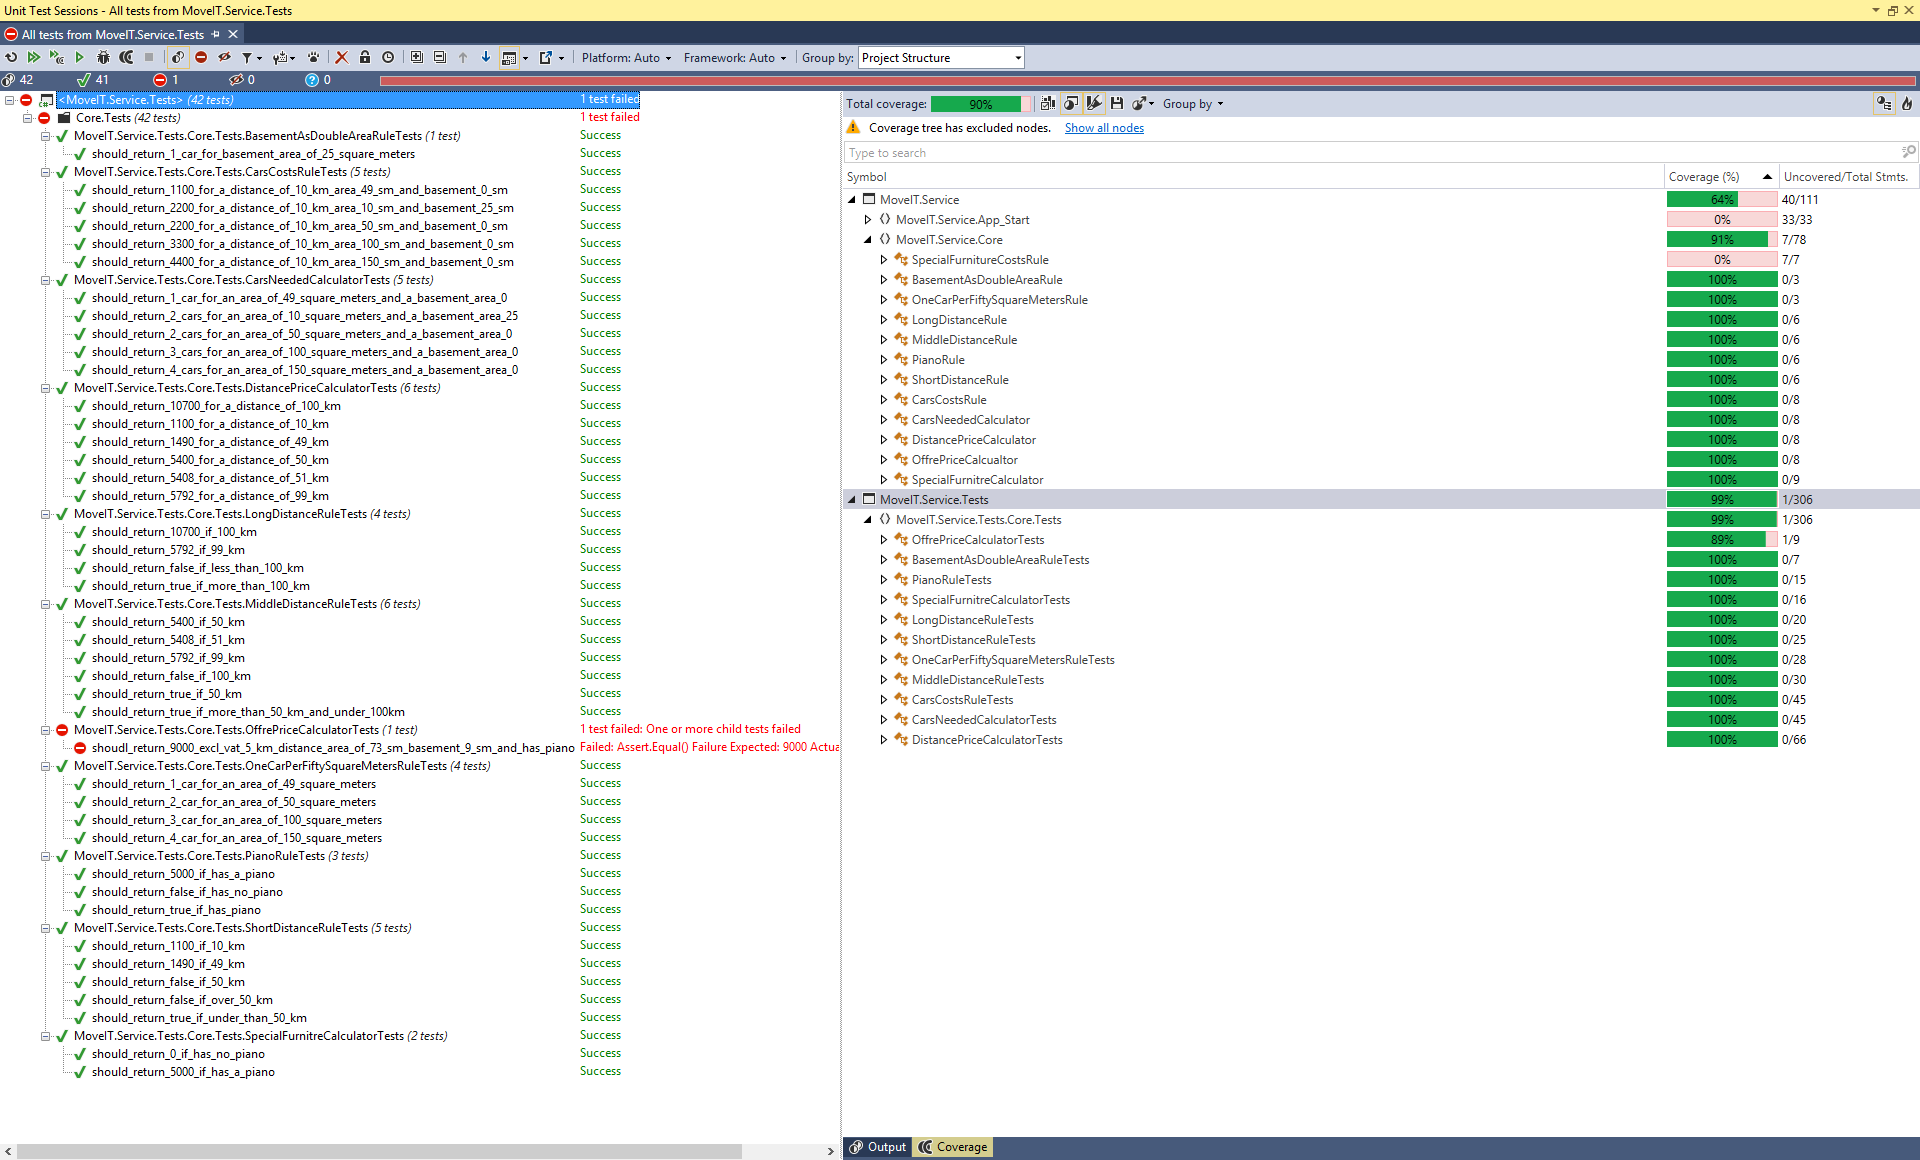 Unit Test Sessions - All tests from MoveIT.Service.Tests
All tests from MoveIT.Service.Tests
Platform: Auto
Framework: Auto
Group by:
Project Structure
42
41
1
0
0
<MoveIT.Service.Tests> (42 tests) 1 test failed
Core.Tests (42 tests) 1 test failed
MoveIT.Service.Tests.Core.Tests.BasementAsDoubleAreaRuleTests (1 test) Success
should_return_1_car_for_basement_area_of_25_square_meters Success
MoveIT.Service.Tests.Core.Tests.CarsCostsRuleTests (5 tests) Success
should_return_1100_for_a_distance_of_10_km_area_49_sm_and_basement_0_sm Success
should_return_2200_for_a_distance_of_10_km_area_10_sm_and_basement_25_sm Success
should_return_2200_for_a_distance_of_10_km_area_50_sm_and_basement_0_sm Success
should_return_3300_for_a_distance_of_10_km_area_100_sm_and_basement_0_sm Success
should_return_4400_for_a_distance_of_10_km_area_150_sm_and_basement_0_sm Success
MoveIT.Service.Tests.Core.Tests.CarsNeededCalculatorTests (5 tests) Success
should_return_1_car_for_an_area_of_49_square_meters_and_a_basement_area_0 Success
should_return_2_cars_for_an_area_of_10_square_meters_and_a_basement_area_25 Success
should_return_2_cars_for_an_area_of_50_square_meters_and_a_basement_area_0 Success
should_return_3_cars_for_an_area_of_100_square_meters_and_a_basement_area_0 Success
should_return_4_cars_for_an_area_of_150_square_meters_and_a_basement_area_0 Success
MoveIT.Service.Tests.Core.Tests.DistancePriceCalculatorTests (6 tests) Success
should_return_10700_for_a_distance_of_100_km Success
should_return_1100_for_a_distance_of_10_km Success
should_return_1490_for_a_distance_of_49_km Success
should_return_5400_for_a_distance_of_50_km Success
should_return_5408_for_a_distance_of_51_km Success
should_return_5792_for_a_distance_of_99_km Success
MoveIT.Service.Tests.Core.Tests.LongDistanceRuleTests (4 tests) Success
should_return_10700_if_100_km Success
should_return_5792_if_99_km Success
should_return_false_if_less_than_100_km Success
should_return_true_if_more_than_100_km Success
MoveIT.Service.Tests.Core.Tests.MiddleDistanceRuleTests (6 tests) Success
should_return_5400_if_50_km Success
should_return_5408_if_51_km Success
should_return_5792_if_99_km Success
should_return_false_if_100_km Success
should_return_true_if_50_km Success
should_return_true_if_more_than_50_km_and_under_100km Success
MoveIT.Service.Tests.Core.Tests.OffrePriceCalculatorTests (1 test) 1 test failed: One or more child tests failed
shoudl_return_9000_excl_vat_5_km_distance_area_of_73_sm_basement_9_sm_and_has_piano Failed: Assert.Equal() Failure Expected: 9000 Actua
MoveIT.Service.Tests.Core.Tests.OneCarPerFiftySquareMetersRuleTests (4 tests) Success
should_return_1_car_for_an_area_of_49_square_meters Success
should_return_2_car_for_an_area_of_50_square_meters Success
should_return_3_car_for_an_area_of_100_square_meters Success
should_return_4_car_for_an_area_of_150_square_meters Success
MoveIT.Service.Tests.Core.Tests.PianoRuleTests (3 tests) Success
should_return_5000_if_has_a_piano Success
should_return_false_if_has_no_piano Success
should_return_true_if_has_piano Success
MoveIT.Service.Tests.Core.Tests.ShortDistanceRuleTests (5 tests) Success
should_return_1100_if_10_km Success
should_return_1490_if_49_km Success
should_return_false_if_50_km Success
should_return_false_if_over_50_km Success
should_return_true_if_under_than_50_km Success
MoveIT.Service.Tests.Core.Tests.SpecialFurnitreCalculatorTests (2 tests) Success
should_return_0_if_has_no_piano Success
should_return_5000_if_has_a_piano Success
Total coverage: 90% Group by
Coverage tree has excluded nodes. Show all nodes
Type to search
Symbol Coverage (%) Uncovered/Total Stmts.
MoveIT.Service 64% 40/111
MoveIT.Service.App_Start 0% 33/33
MoveIT.Service.Core 91% 7/78
SpecialFurnitureCostsRule 0% 7/7
BasementAsDoubleAreaRule 100% 0/3
OneCarPerFiftySquareMetersRule 100% 0/3
LongDistanceRule 100% 0/6
MiddleDistanceRule 100% 0/6
PianoRule 100% 0/6
ShortDistanceRule 100% 0/6
CarsCostsRule 100% 0/8
CarsNeededCalculator 100% 0/8
DistancePriceCalculator 100% 0/8
OffrePriceCalcualtor 100% 0/8
SpecialFurnitreCalculator 100% 0/9
MoveIT.Service.Tests 99% 1/306
MoveIT.Service.Tests.Core.Tests 99% 1/306
OffrePriceCalculatorTests 89% 1/9
BasementAsDoubleAreaRuleTests 100% 0/7
PianoRuleTests 100% 0/15
SpecialFurnitreCalculatorTests 100% 0/16
LongDistanceRuleTests 100% 0/20
ShortDistanceRuleTests 100% 0/25
OneCarPerFiftySquareMetersRuleTests 100% 0/28
MiddleDistanceRuleTests 100% 0/30
CarsCostsRuleTests 100% 0/45
CarsNeededCalculatorTests 100% 0/45
DistancePriceCalculatorTests 100% 0/66
Output
Coverage